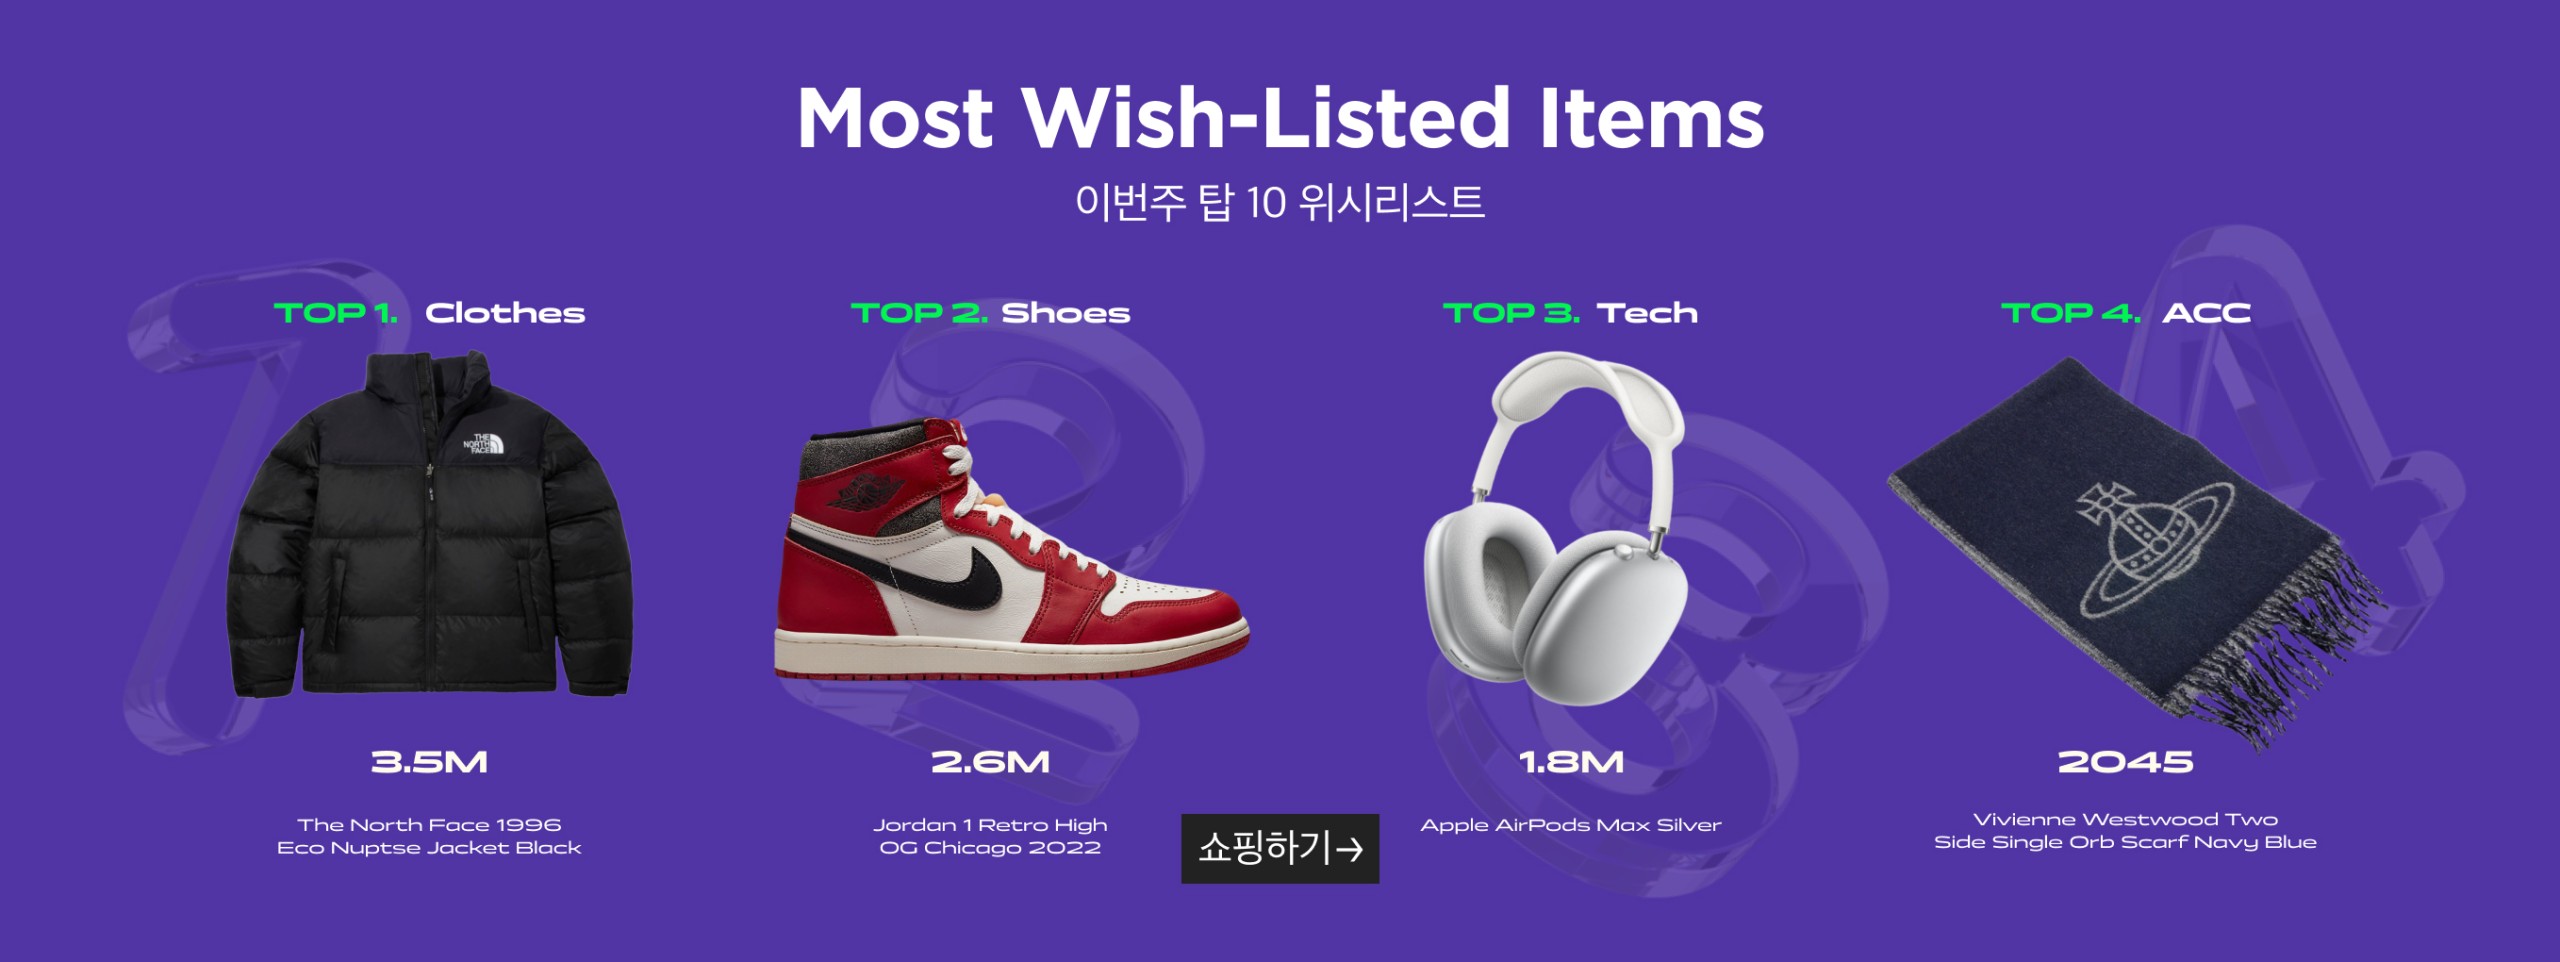 Most Wish-Listed Items
이번주 탑 10 위시리스트
TOP 1. Clothes
THE
NORTH
FACE
3.5M
The North Face 1996
Eco Nuptse Jacket Black
TOP 2. Shoes
2.6M
Jordan 1 Retro High
OG Chicago 2022
TOP 3. Tech
1.8M
Apple AirPods Max Silver
TOP 4. ACC
2045
Vivienne Westwood Two
Side Single Orb Scarf Navy Blue
쇼핑하기→